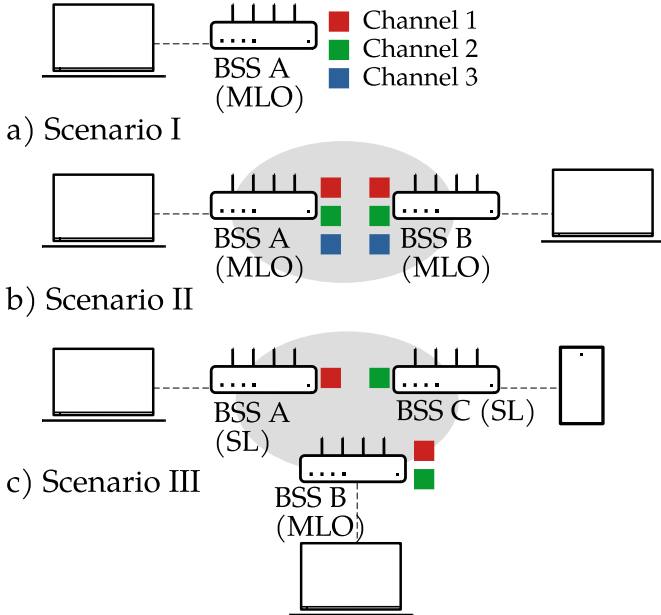 Channel 1
Channel 2
Channel 3
BSS A
(MLO)
a) Scenario I
BSS A
(MLO)
BSS B
(MLO)
b) Scenario II
BSS A
(SL)
BSS C (SL)
c) Scenario III
BSS B
(MLO)